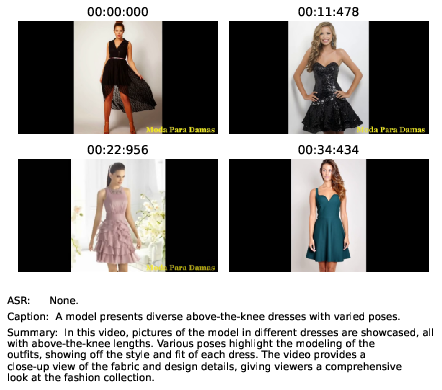 00:00:000 00:11:478
Moda Para Damas Moda Para Damas
00:22:956 00:34:434
Moda Para Damas
ASR: None.
Caption: A model presents diverse above-the-knee dresses with varied poses.
Summary: In this video, pictures of the model in different dresses are showcased, all
with above-the-knee lengths. Various poses highlight the modeling of the
outfits, showing off the style and fit of each dress. The video provides a
close-up view of the fabric and design details, giving viewers a comprehensive
look at the fashion collection.